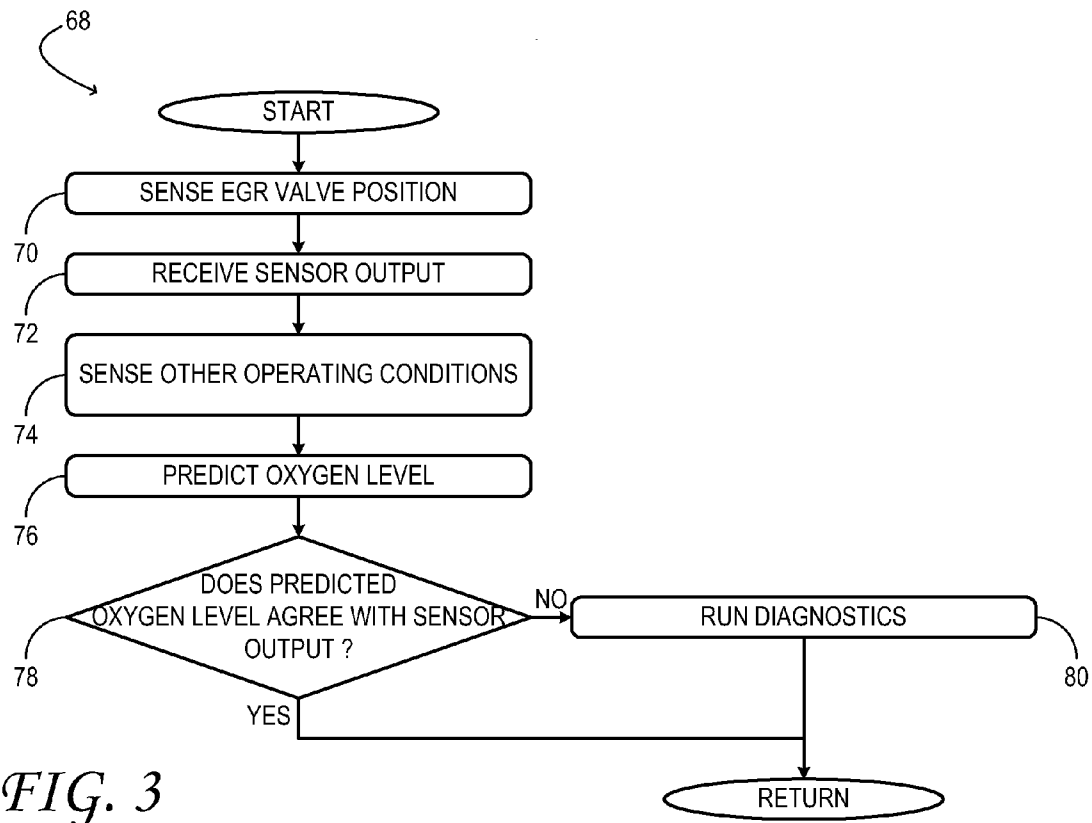 68
START
SENSE EGR VALVE POSITION
70
RECEIVE SENSOR OUTPUT
72
SENSE OTHER OPERATING CONDITIONS
74
PREDICT OXYGEN LEVEL
76
DOES PREDICTED
OXYGEN LEVEL AGREE WITH SENSOR
OUTPUT ?
78
NO
RUN DIAGNOSTICS
80
YES
RETURN
FIG. 3